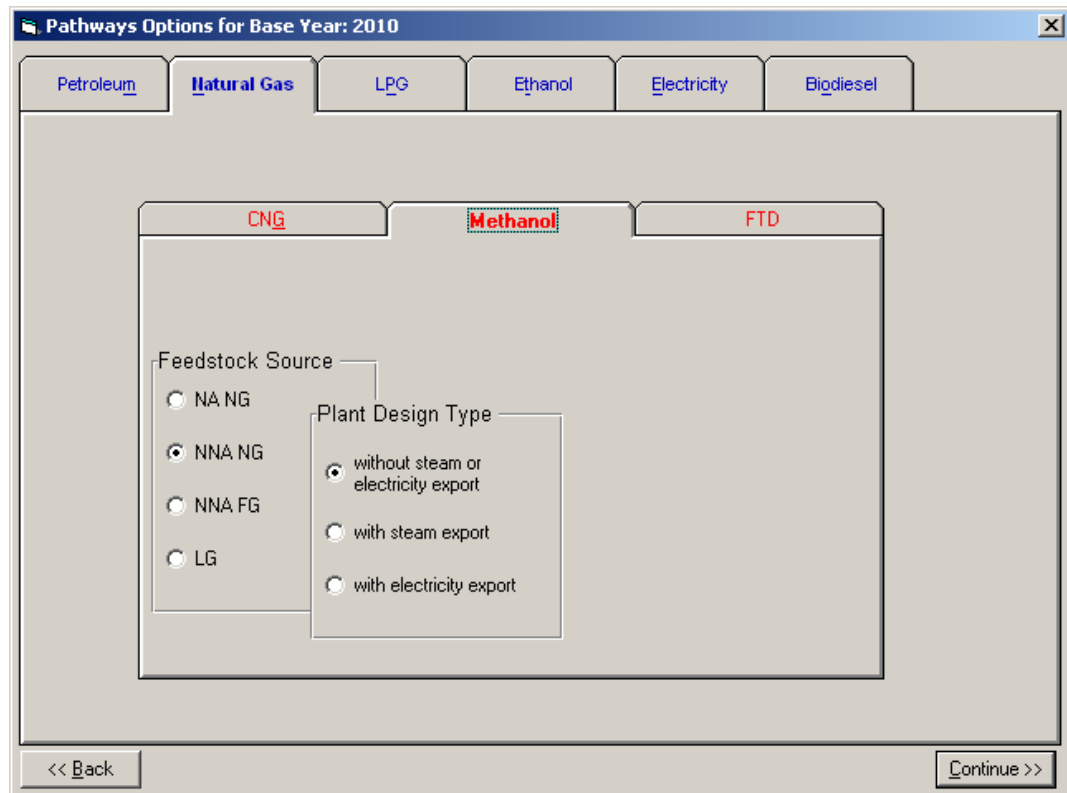 Pathways Options for Base Year: 2010
Petroleum
Natural Gas
LPG
Ethanol
Electricity
Biodiesel
CNG
Methanol
FTD
Feedstock Source
NA NG
NNA NG
NNA FG
LG
Plant Design Type
without steam or
electricity export
with steam export
with electricity export
<< Back
Continue >>